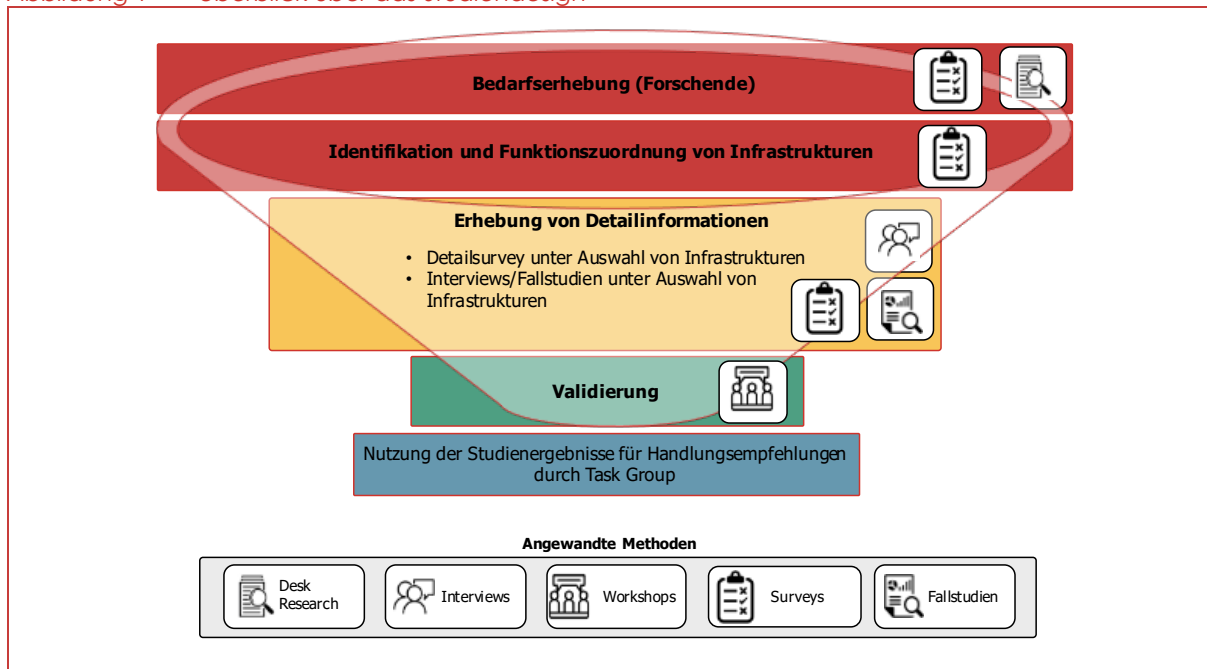 Bedarfserhebung (Forschende)
Identifikation und Funktionszuordnung von Infrastrukturen
Erhebung von Detailinformationen
• Detailsurvey unter Auswahl von Infrastrukturen
• Interviews/Fallstudien unter Auswahl von
Infrastrukturen
Validierung
Nutzung der Studienergebnisse für Handlungsempfehlungen
durch Task Group
Angewandte Methoden
Desk
Research
Interviews
Workshops
Surveys
Fallstudien